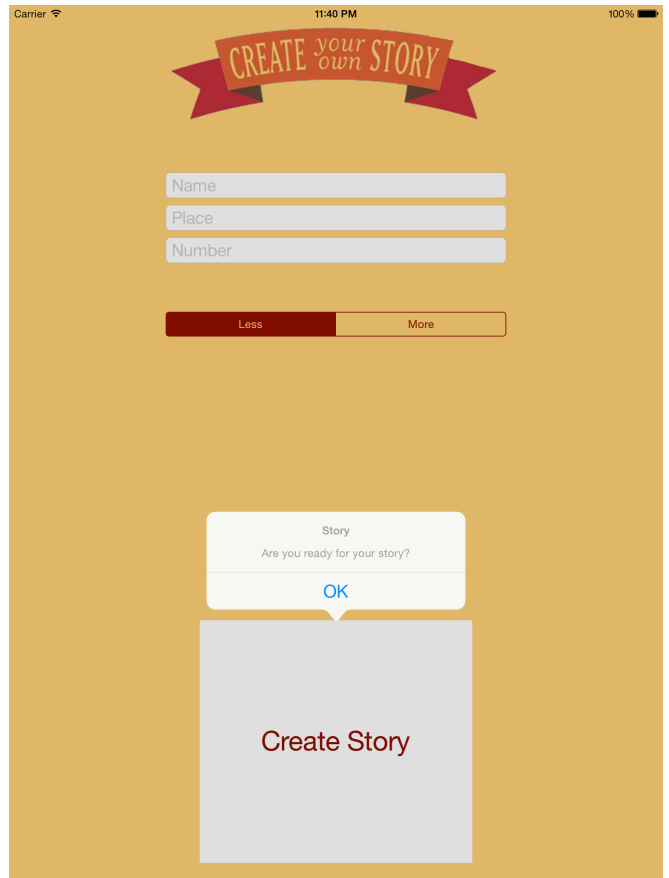 Carrier 11:40 PM 100%
CREATE your own STORY
Name
Place
Number
Less More
Story
Are you ready for your story?
OK
Create Story